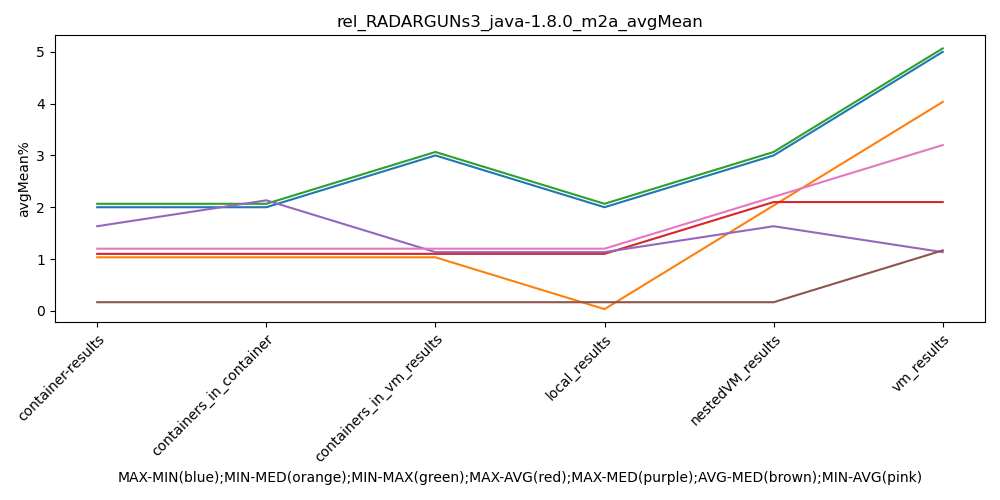 rel_RADARGUNs3_java-1.8.0_m2a_avgMean
avgMean%
5
4
3
2
1
0
container-results
containers_in_container
containers_in_vm_results
local_results
nestedVM_results
vm_results
MAX-MIN(blue);MIN-MED(orange);MIN-MAX(green);MAX-AVG(red);MAX-MED(purple);AVG-MED(brown);MIN-AVG(pink)